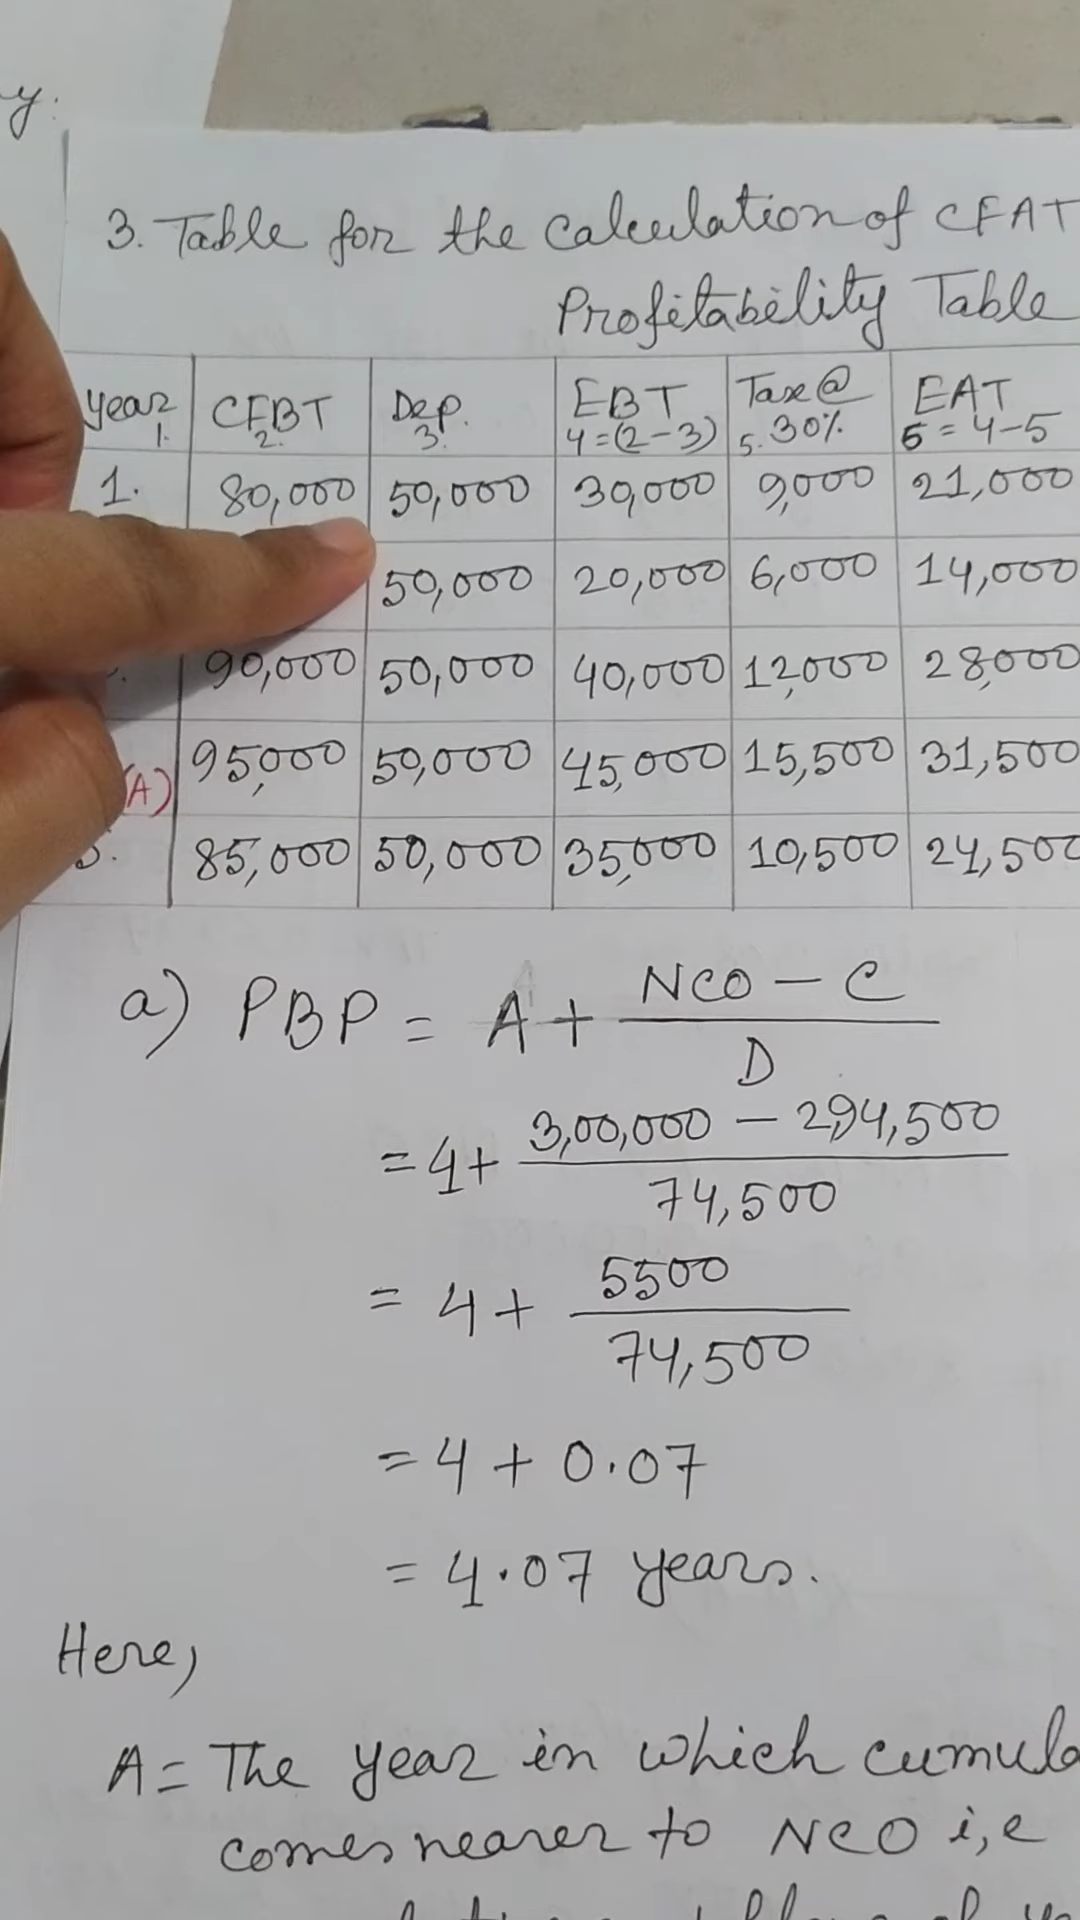 y.
3. Table for the calculation of CFAT
Profitability Table
Year CFBT Dep. EBT Tax@ EAT
1. 2. 3. 4=(2-3) 5. 30% 5=4-5
1. 80,000 50,000 30,000 9,000 21,000
50,000 20,000 6,000 14,000
90,000 50,000 40,000 12,000 28,000
(A) 95,000 50,000 45,000 15,500 31,500
5. 85,000 50,000 35,000 10,500 24,500
a) PBP = A + NCO - C
D
= 4 + 3,00,000 - 294,500
74,500
= 4 + 5500
74,500
= 4 + 0.07
= 4.07 years.
Here,
A = The year in which cumula
comes nearer to NCO i,e